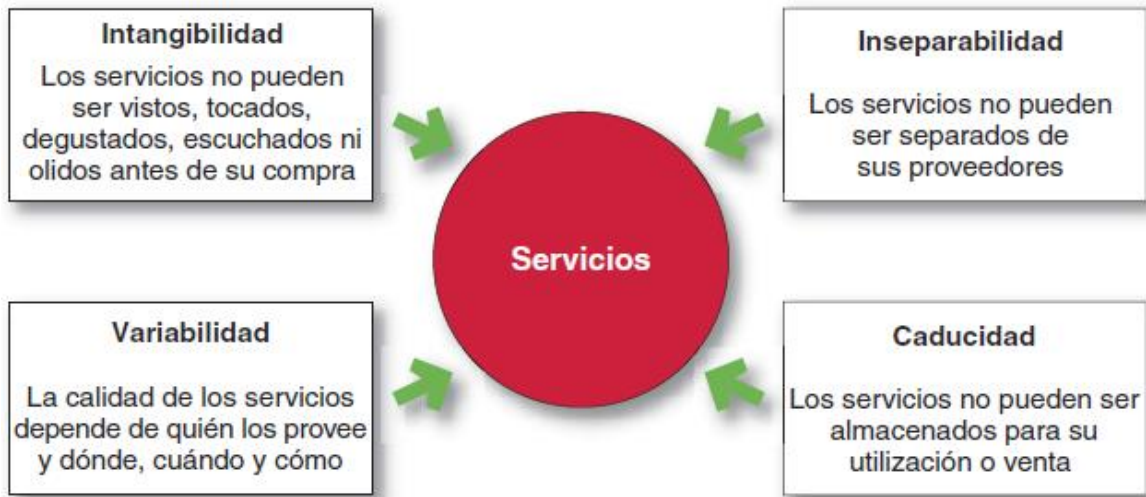 Intangibilidad
Los servicios no pueden
ser vistos, tocados,
degustados, escuchados ni
olidos antes de su compra
Inseparabilidad
Los servicios no pueden
ser separados de
sus proveedores
Servicios
Variabilidad
La calidad de los servicios
depende de quién los provee
y dónde, cuándo y cómo
Caducidad
Los servicios no pueden ser
almacenados para su
utilización o venta